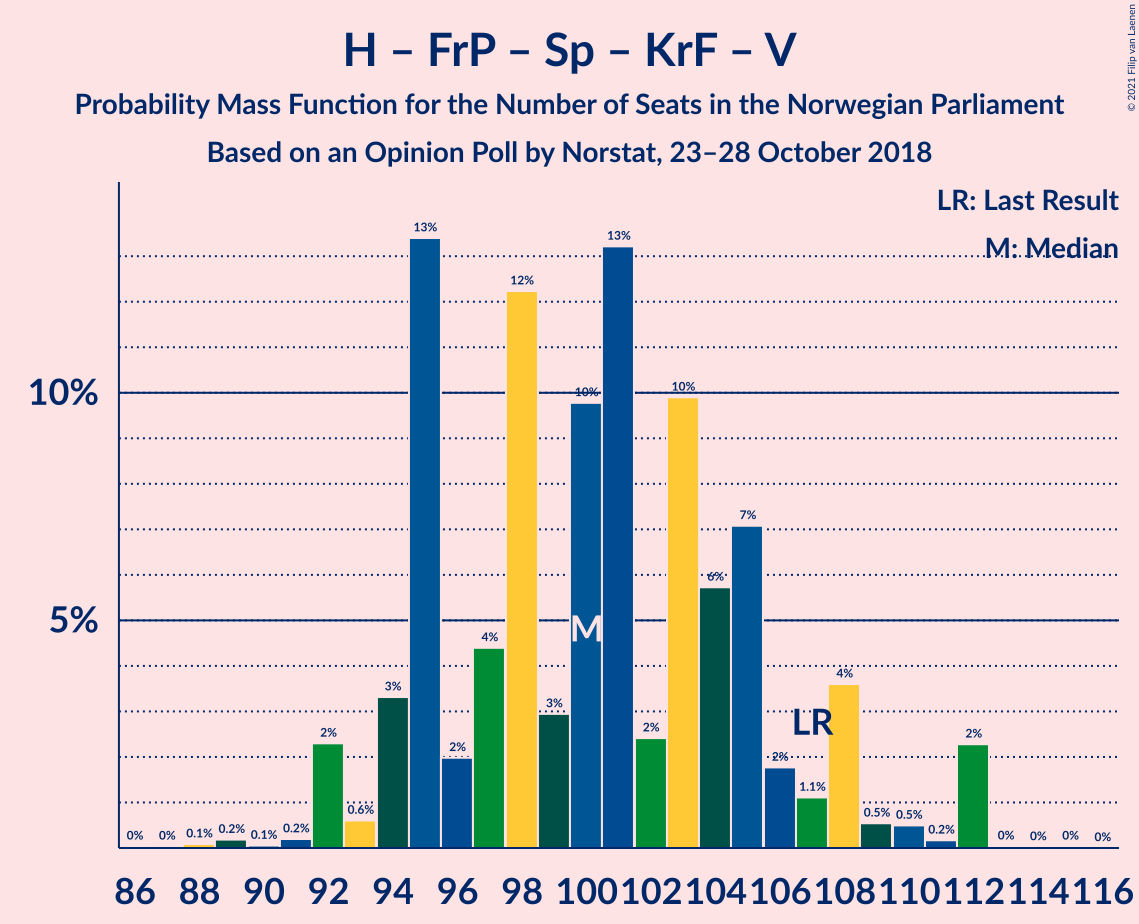 H – FrP – Sp – KrF – V
Probability Mass Function for the Number of Seats in the Norwegian Parliament
Based on an Opinion Poll by Norstat, 23–28 October 2018
© 2021 Filip van Laenen
LR: Last Result
M: Median
10%
5%
0% 0% 0.1% 0.2% 0.1% 0.2% 2% 0.6% 3% 13% 2% 4% 12% 3% 10% 13% 2% 10% 6% 7% 2% 1.1% 4% 0.5% 0.5% 0.2% 2% 0% 0% 0% 0%
M
LR
86 88 90 92 94 96 98 100 102 104 106 108 110 112 114 116